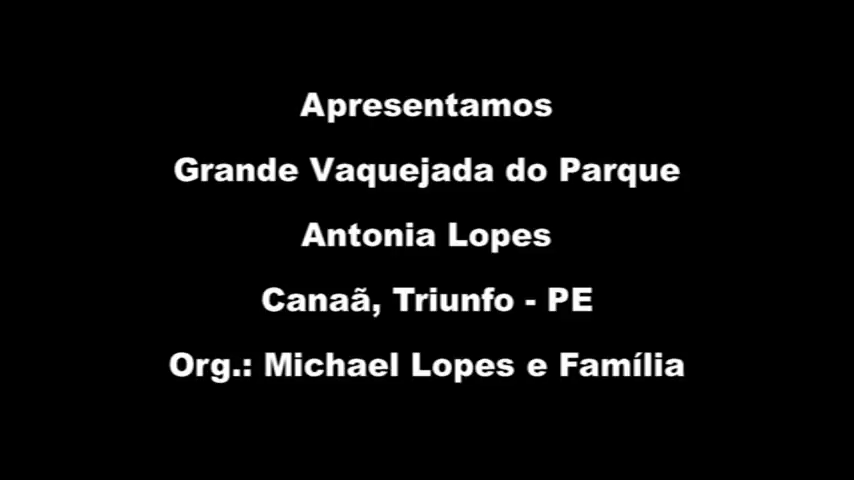 Apresentamos
Grande Vaquejada do Parque
Antonia Lopes
Canaã, Triunfo - PE
Org.: Michael Lopes e Família